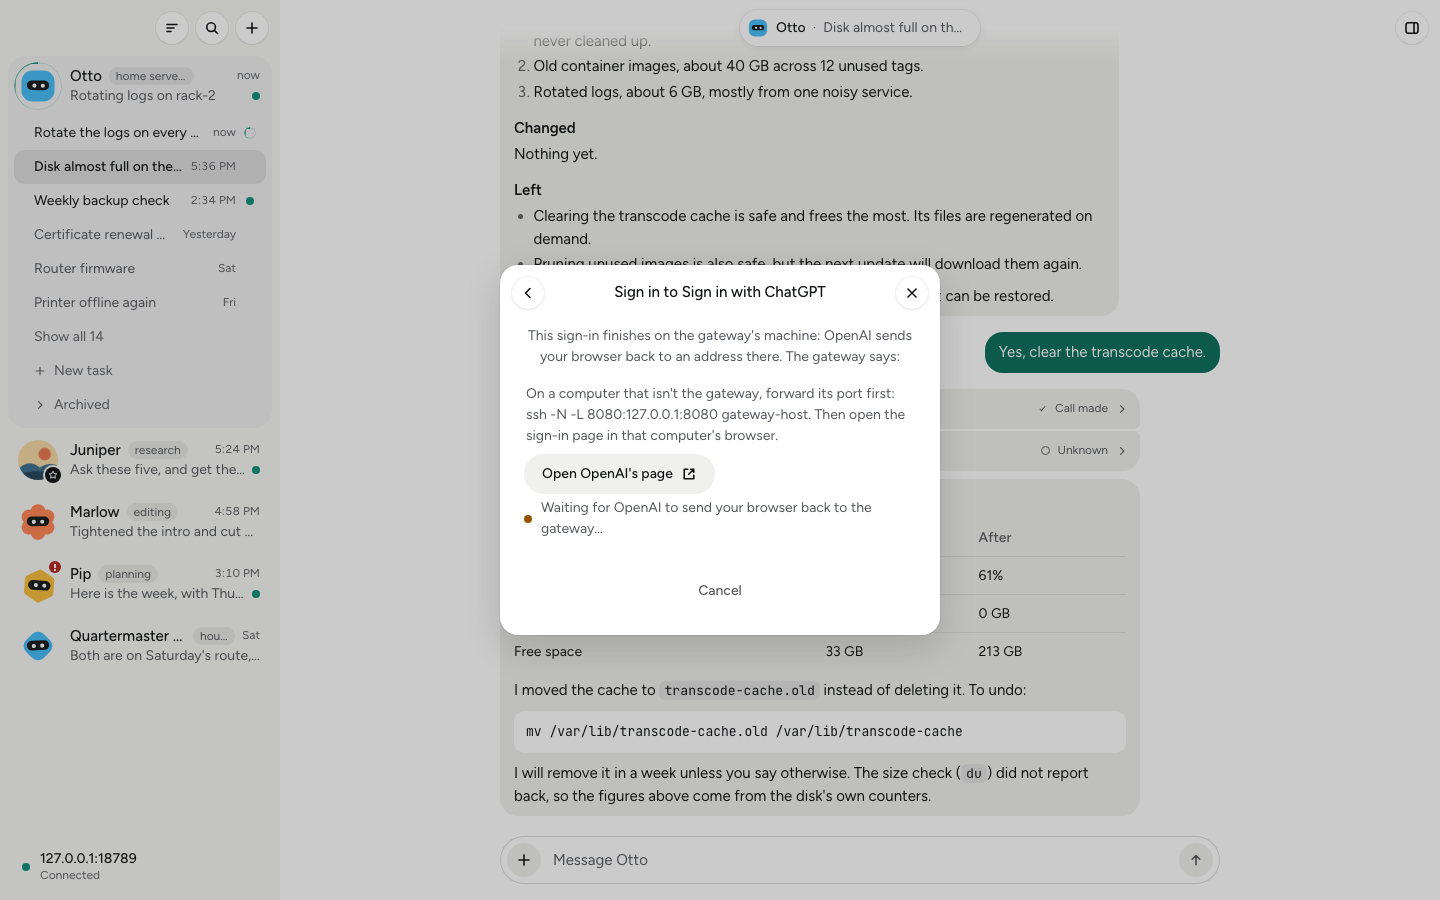 Otto
home serve...
now
Rotating logs on rack-2
Rotate the logs on every ...
now
Disk almost full on the...
5:36 PM
Weekly backup check
2:34 PM
Certificate renewal ...
Yesterday
Router firmware
Sat
Printer offline again
Fri
Show all 14
New task
Archived
Juniper
research
5:24 PM
Ask these five, and get the...
Marlow
editing
4:58 PM
Tightened the intro and cut ...
Pip
planning
3:10 PM
Here is the week, with Thu...
Quartermaster ...
hou...
Sat
Both are on Saturday's route,...
127.0.0.1:18789
Connected
Otto · Disk almost full on th...
never cleaned up.
2. Old container images, about 40 GB across 12 unused tags.
3. Rotated logs, about 6 GB, mostly from one noisy service.
Changed
Nothing yet.
Left
Clearing the transcode cache is safe and frees the most. Its files are regenerated on
demand.
Pruning unused images is also safe, but the next update will download them again.
can be restored.
Yes, clear the transcode cache.
Call made
Unknown
Sign in to Sign in with ChatGPT
This sign-in finishes on the gateway's machine: OpenAI sends
your browser back to an address there. The gateway says:
On a computer that isn't the gateway, forward its port first:
ssh -N -L 8080:127.0.0.1:8080 gateway-host. Then open the
sign-in page in that computer's browser.
Open OpenAI's page
Waiting for OpenAI to send your browser back to the
gateway...
Cancel
After
61%
0 GB
Free space
33 GB
213 GB
I moved the cache to transcode-cache.old instead of deleting it. To undo:
mv /var/lib/transcode-cache.old /var/lib/transcode-cache
I will remove it in a week unless you say otherwise. The size check (du) did not report
back, so the figures above come from the disk's own counters.
Message Otto